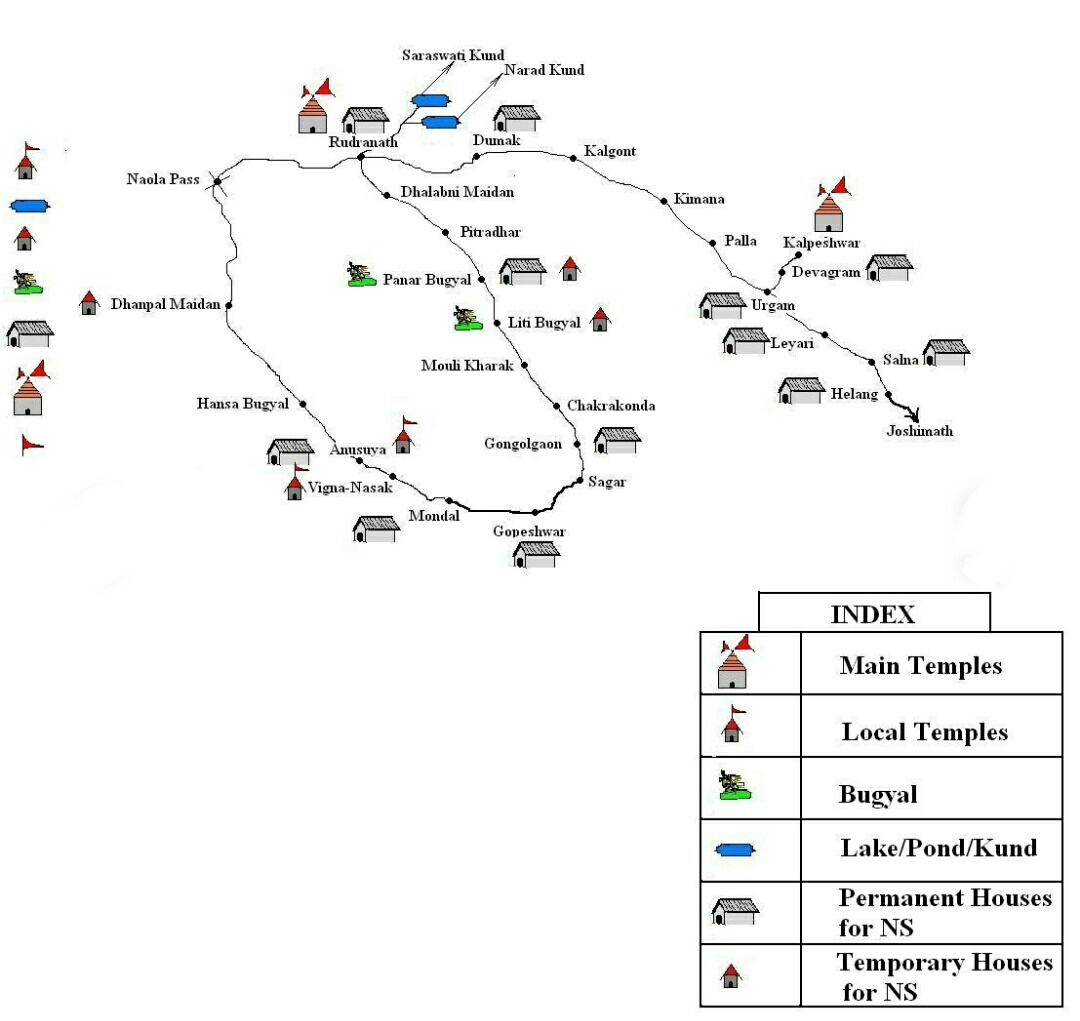 Saraswati Kund
Narad Kund
Rudranath
Dumak
Kalgont
Naola Pass
Dhalabni Maidan
Kimana
Pitradhar
Palla
Kalpeshwar
Devagram
Panar Bugyal
Dhanpal Maidan
Urgam
Liti Bugyal
Leyari
Mouli Kharak
Salna
Helang
Hansa Bugyal
Chakrakonda
Joshimath
Gongolgaon
Anusuya
Sagar
Vigna-Nasak
Mondal
Gopeshwar
INDEX
Main Temples
Local Temples
Bugyal
Lake/Pond/Kund
Permanent Houses
for NS
Temporary Houses
for NS